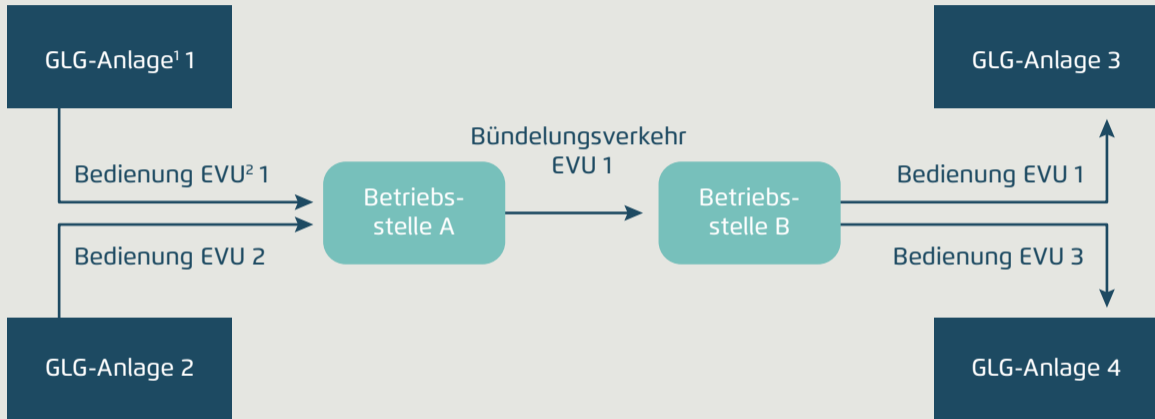 GLG-Anlage¹ 1
GLG-Anlage 3
Bündelungsverkehr
EVU 1
Bedienung EVU² 1
Bedienung EVU 1
Betriebs-
stelle A
Betriebs-
stelle B
Bedienung EVU 2
Bedienung EVU 3
GLG-Anlage 2
GLG-Anlage 4